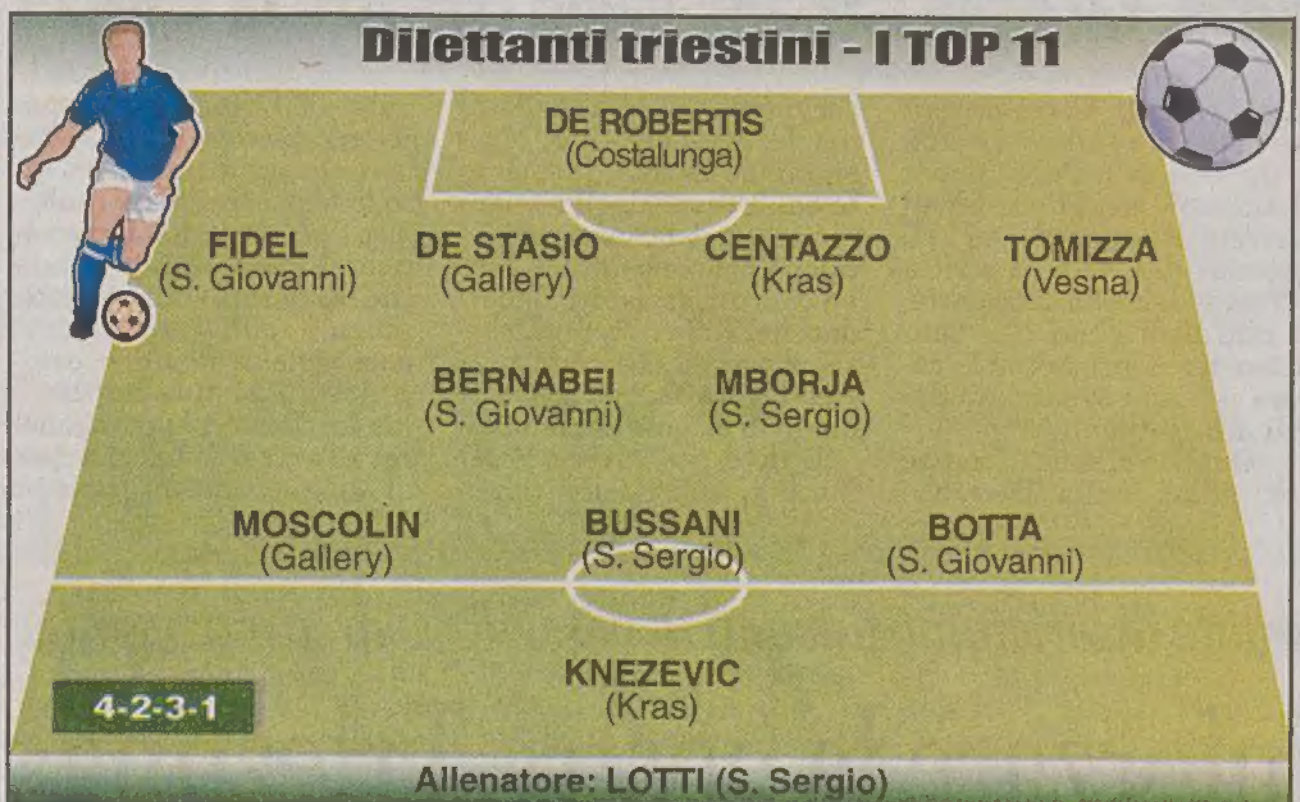 Dilettanti triestini - I TOP 11
DE ROBERTIS
(Costalunga)
FIDEL
(S. Giovanni)
DE STASIO
(Gallery)
CENTAZZO
(Kras)
TOMIZZA
(Vesna)
BERNABEI
(S. Giovanni)
MBORJA
(S. Sergio)
MOSCOLIN
(Gallery)
BUSSANI
(S. Sergio)
BOTTA
(S. Giovanni)
KNEZEVIC
(Kras)
4-2-3-1
Allenatore: LOTTI (S. Sergio)